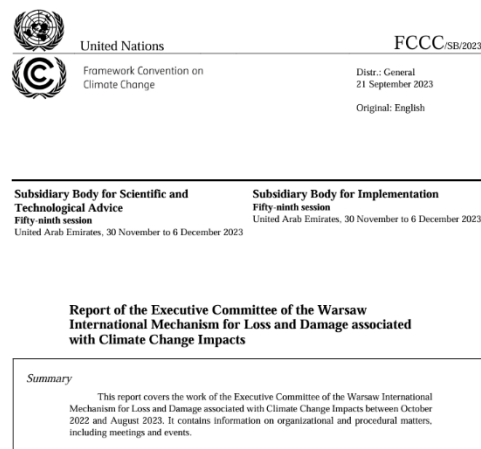 United Nations
FCCC/SB/2023
Framework Convention on
Climate Change
Distr.: General
21 September 2023
Original: English
Subsidiary Body for Scientific and
Technological Advice
Fifty-ninth session
United Arab Emirates, 30 November to 6 December 2023
Subsidiary Body for Implementation
Fifty-ninth session
United Arab Emirates, 30 November to 6 December 2023
Report of the Executive Committee of the Warsaw
International Mechanism for Loss and Damage associated
with Climate Change Impacts
Summary
This report covers the work of the Executive Committee of the Warsaw International
Mechanism for Loss and Damage associated with Climate Change Impacts between October
2022 and August 2023. It contains information on organizational and procedural matters,
including meetings and events.